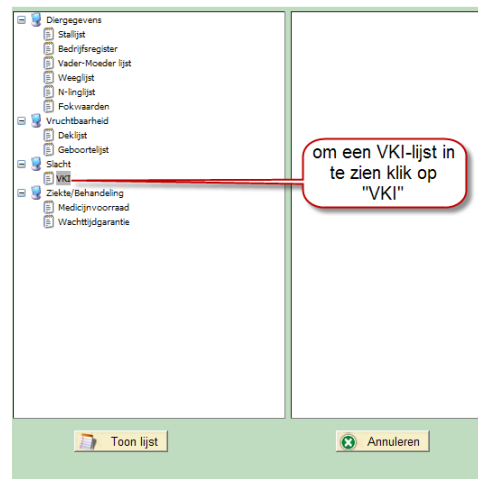 Diergegevens
Stallijst
Bedrijfsregister
Vader-Moeder lijst
Weeglijst
N-linglijst
Fokwaarden
Vruchtbaarheid
Deklijst
Geboortelijst
Slacht
VKI
Ziekte/Behandeling
Medicijnvoorraad
Wachttijdgarantie
om een VKI-lijst in
te zien klik op
"VKI"
Toon lijst
Annuleren